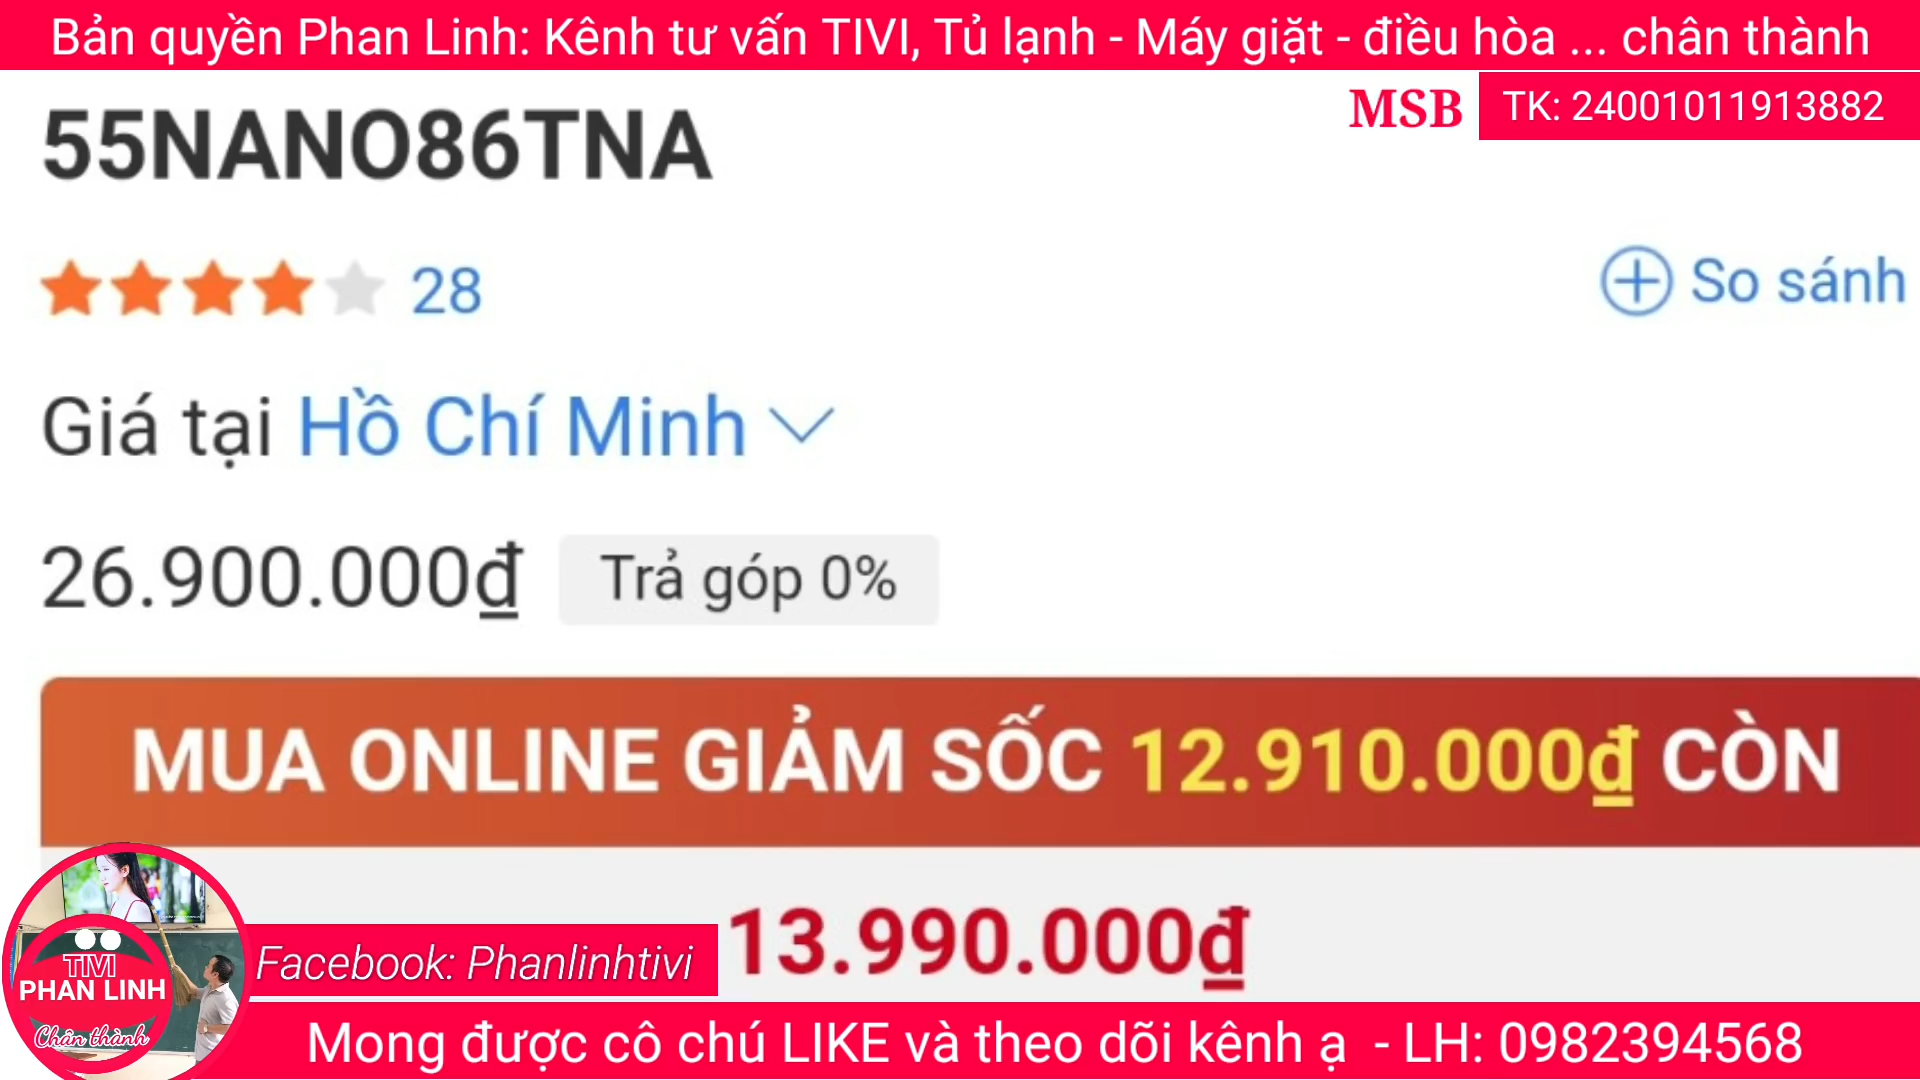 Bản quyền Phan Linh: Kênh tư vấn TIVI, Tủ lạnh - Máy giặt - điều hòa ... chân thành
MSB TK: 24001011913882
55NANO86TNA
28
So sánh
Giá tại Hồ Chí Minh
26.900.000₫ Trả góp 0%
MUA ONLINE GIẢM SỐC 12.910.000₫ CÒN
13.990.000₫
Facebook: Phanlinhtivi
TIVI
PHAN LINH
Chân thành
Mong được cô chú LIKE và theo dõi kênh ạ - LH: 0982394568